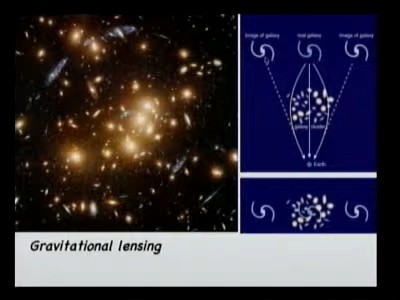 image of galaxy
real galaxy
image of galaxy
galaxy cluster
Earth
Gravitational lensing